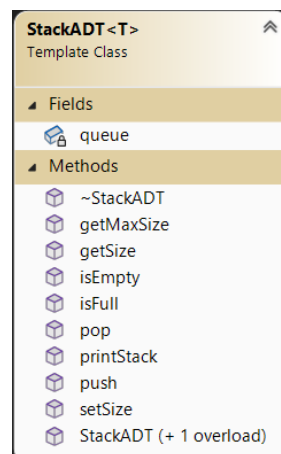 StackADT<T>
Template Class
Fields
queue
Methods
~StackADT
getMaxSize
getSize
isEmpty
isFull
pop
printStack
push
setSize
StackADT (+ 1 overload)